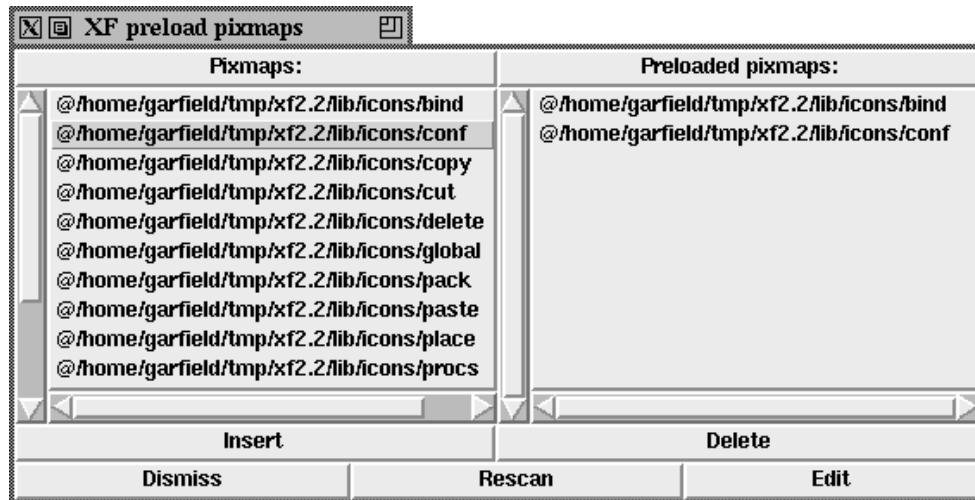 XF preload pixmaps
Pixmaps:
@/home/garfield/tmp/xf2.2/lib/icons/bind
@/home/garfield/tmp/xf2.2/lib/icons/conf
@/home/garfield/tmp/xf2.2/lib/icons/copy
@/home/garfield/tmp/xf2.2/lib/icons/cut
@/home/garfield/tmp/xf2.2/lib/icons/delete
@/home/garfield/tmp/xf2.2/lib/icons/global
@/home/garfield/tmp/xf2.2/lib/icons/pack
@/home/garfield/tmp/xf2.2/lib/icons/paste
@/home/garfield/tmp/xf2.2/lib/icons/place
@/home/garfield/tmp/xf2.2/lib/icons/procs
Insert
Preloaded pixmaps:
@/home/garfield/tmp/xf2.2/lib/icons/bind
@/home/garfield/tmp/xf2.2/lib/icons/conf
Delete
Dismiss
Rescan
Edit